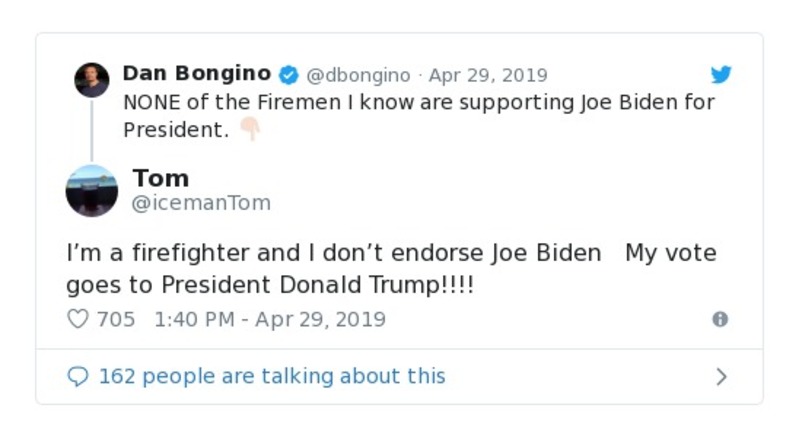 Dan Bongino @dbongino · Apr 29, 2019
NONE of the Firemen I know are supporting Joe Biden for
President. 👇🏻
Tom
@icemanTom
I’m a firefighter and I don’t endorse Joe Biden   My vote
goes to President Donald Trump!!!!
705   1:40 PM - Apr 29, 2019
162 people are talking about this